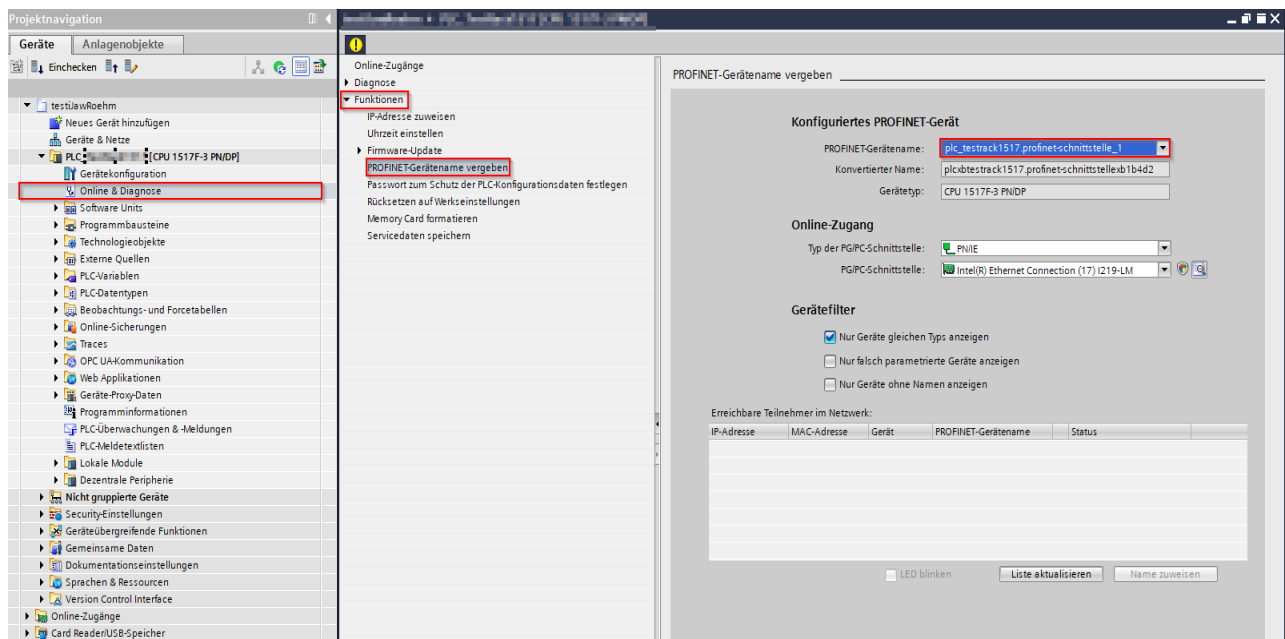 Projektnavigation
Geräte
Anlagenobjekte
Einchecken
testiJawRoehm
Neues Gerät hinzufügen
Geräte & Netze
PLC_ [CPU 1517F-3 PN/DP]
Gerätekonfiguration
Online & Diagnose
Software Units
Programmbausteine
Technologieobjekte
Externe Quellen
PLC-Variablen
PLC-Datentypen
Beobachtungs- und Forcetabellen
Online-Sicherungen
Traces
OPC UA-Kommunikation
Web Applikationen
Geräte-Proxy-Daten
Programminformationen
PLC-Überwachungen & -Meldungen
PLC-Meldetextlisten
Lokale Module
Dezentrale Peripherie
Nicht gruppierte Geräte
Security-Einstellungen
Geräteübergreifende Funktionen
Gemeinsame Daten
Dokumentationseinstellungen
Sprachen & Ressourcen
Version Control Interface
Online-Zugänge
Card Reader/USB-Speicher
Online-Zugänge
Diagnose
Funktionen
IP-Adresse zuweisen
Uhrzeit einstellen
Firmware-Update
PROFINET-Gerätename vergeben
Passwort zum Schutz der PLC-Konfigurationsdaten festlegen
Rücksetzen auf Werkseinstellungen
Memory Card formatieren
Servicedaten speichern
PROFINET-Gerätename vergeben
Konfiguriertes PROFINET-Gerät
PROFINET-Gerätename: plc_testrack1517.profinet-schnittstelle_1
Konvertierter Name: plcxbtestrack1517.profinet-schnittstellexb1b4d2
Gerätetyp: CPU 1517F-3 PN/DP
Online-Zugang
Typ der PG/PC-Schnittstelle: PN/IE
PG/PC-Schnittstelle: Intel(R) Ethernet Connection (17) I219-LM
Gerätefilter
Nur Geräte gleichen Typs anzeigen
Nur falsch parametrierte Geräte anzeigen
Nur Geräte ohne Namen anzeigen
Erreichbare Teilnehmer im Netzwerk:
IP-Adresse MAC-Adresse Gerät PROFINET-Gerätename Status
LED blinken Liste aktualisieren Name zuweisen